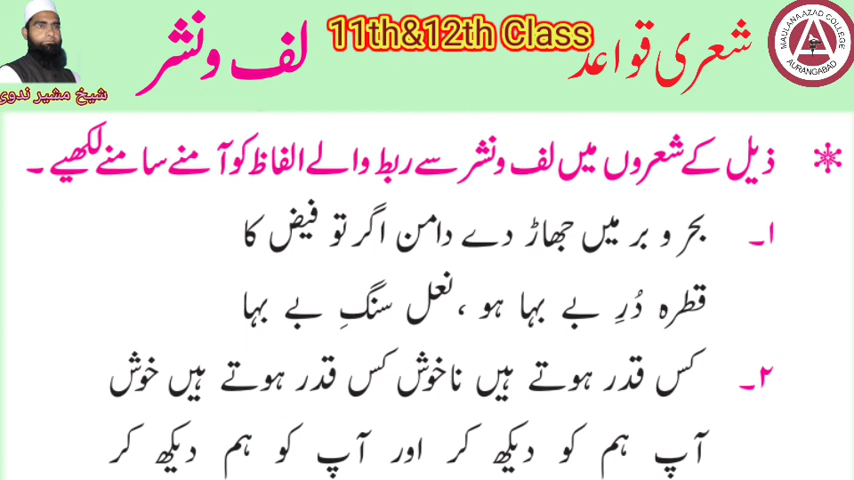 11th&12th Class
شعری قواعد
لف و نشر
MAULANA AZAD COLLEGE
AURANGABAD
شیخ مشیر ندوی
ذیل کے شعروں میں لف و نشر سے ربط والے الفاظ کو آمنے سامنے لکھیے ۔
۱۔ بحر و بر میں جھاڑ دے دامن اگر تو فیض کا
قطرہ دُرِ بے بہا ہو ، نعل سنگِ بے بہا
۲۔ کس قدر ہوتے ہیں ناخوش کس قدر ہوتے ہیں خوش
آپ ہم کو دیکھ کر اور آپ کو ہم دیکھ کر